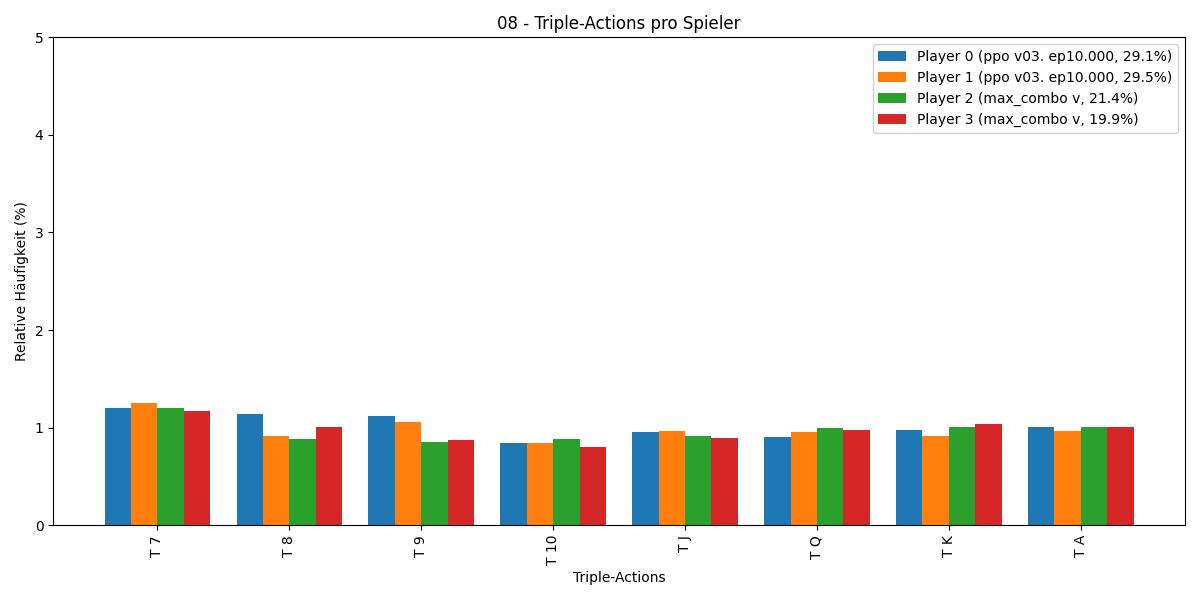 08 - Triple-Actions pro Spieler
Player 0 (ppo v03. ep10.000, 29.1%)
Player 1 (ppo v03. ep10.000, 29.5%)
Player 2 (max_combo v, 21.4%)
Player 3 (max_combo v, 19.9%)
Relative Häufigkeit (%)
5
4
3
2
1
0
T 7
T 8
T 9
T 10
T J
T Q
T K
T A
Triple-Actions